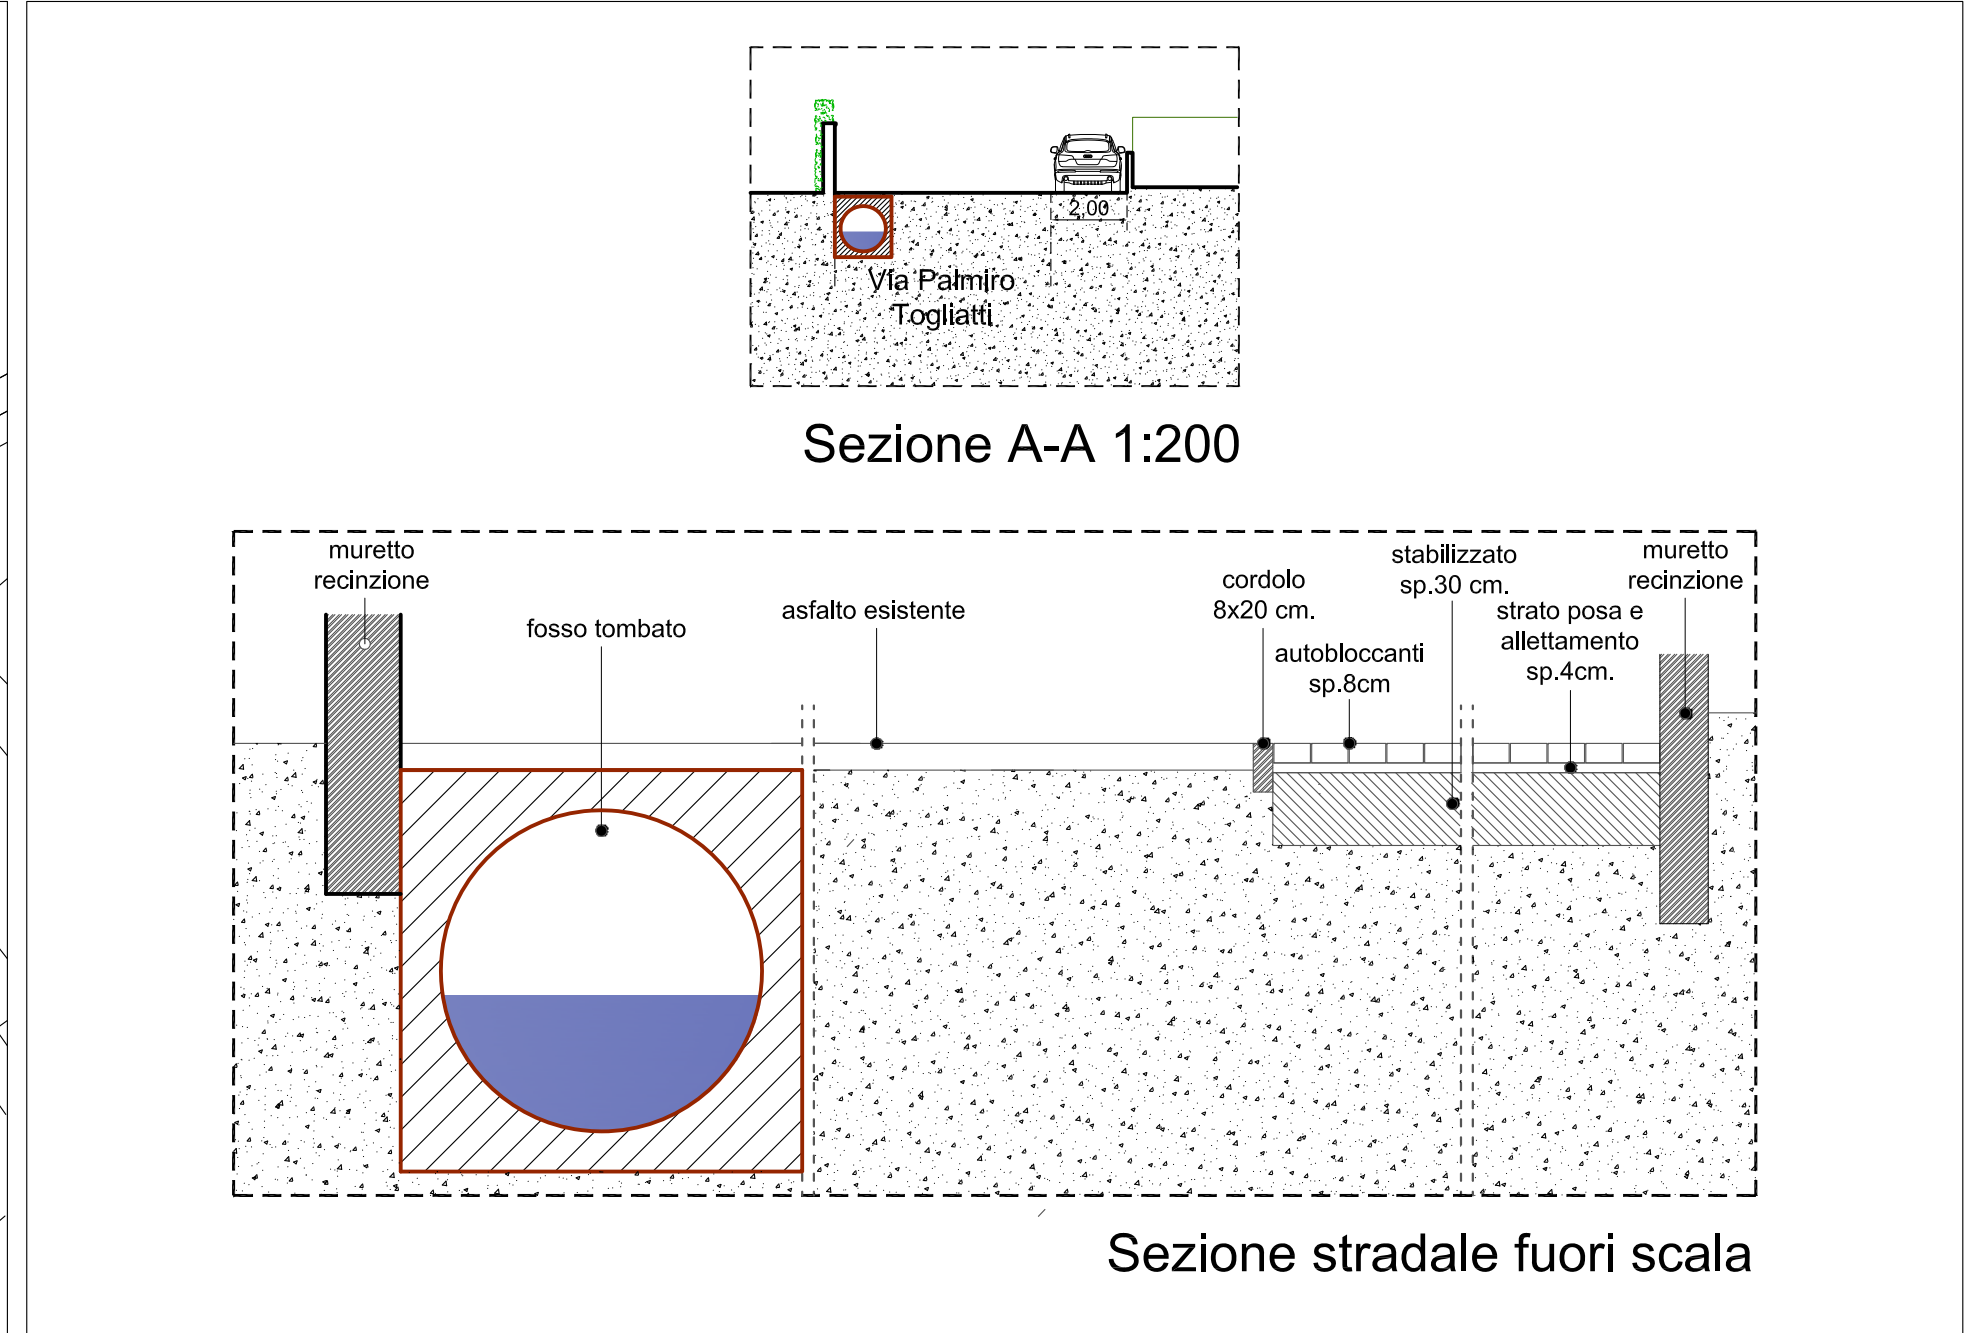 2,00
Via Palmiro
Togliatti
Sezione A-A 1:200
muretto
recinzione
fosso tombato
asfalto esistente
cordolo
8x20 cm.
autobloccanti
sp.8cm
stabilizzato
sp.30 cm.
strato posa e
allettamento
sp.4cm.
muretto
recinzione
Sezione stradale fuori scala